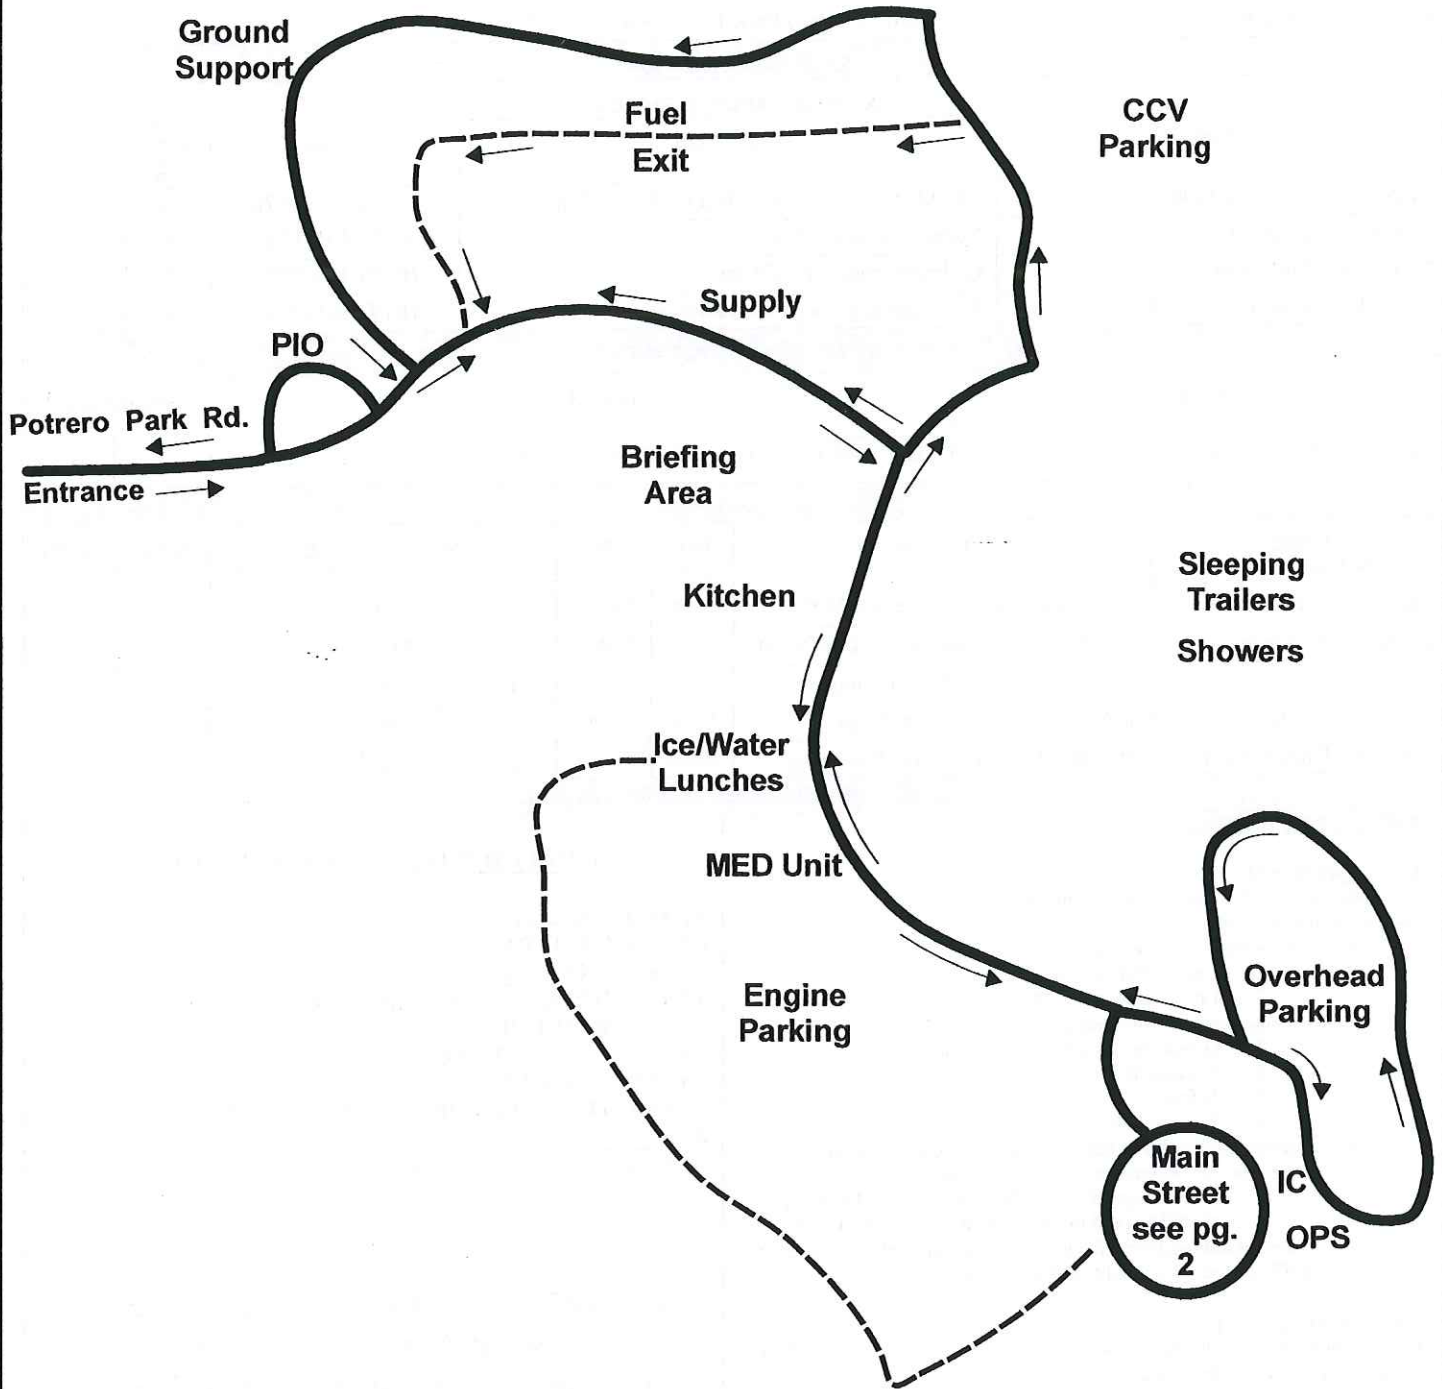 Ground
Support
Fuel
Exit
CCV
Parking
Supply
PIO
Potrero Park Rd.
Entrance
Briefing
Area
Kitchen
Sleeping
Trailers
Showers
Ice/Water
Lunches
MED Unit
Engine
Parking
Overhead
Parking
Main
Street
see pg.
2
IC
OPS